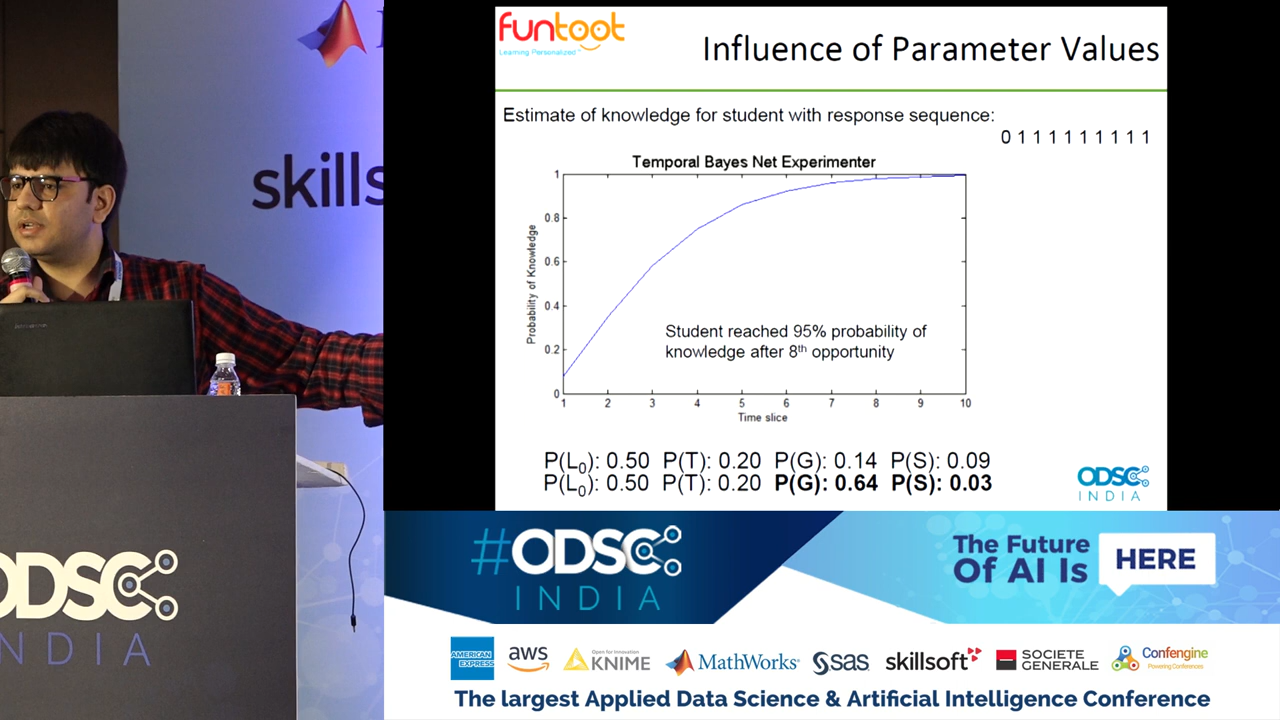 skills
ODSC
INDIA
funtoot
Learning Personalized
Influence of Parameter Values
Estimate of knowledge for student with response sequence:
0 1 1 1 1 1 1 1 1 1
Temporal Bayes Net Experimenter
Probability of Knowledge
1
0.8
0.6
0.4
0.2
0
Student reached 95% probability of
knowledge after 8th opportunity
1 2 3 4 5 6 7 8 9 10
Time slice
P(L0): 0.50 P(T): 0.20 P(G): 0.14 P(S): 0.09
P(L0): 0.50 P(T): 0.20 P(G): 0.64 P(S): 0.03
ODSC
INDIA
#ODSC
INDIA
The Future
Of AI Is
HERE
AMERICAN
EXPRESS
aws
Open for Innovation
KNIME
MathWorks®
sas
skillsoft
SOCIETE
GENERALE
Confengine
Powering Conferences
The largest Applied Data Science & Artificial Intelligence Conference